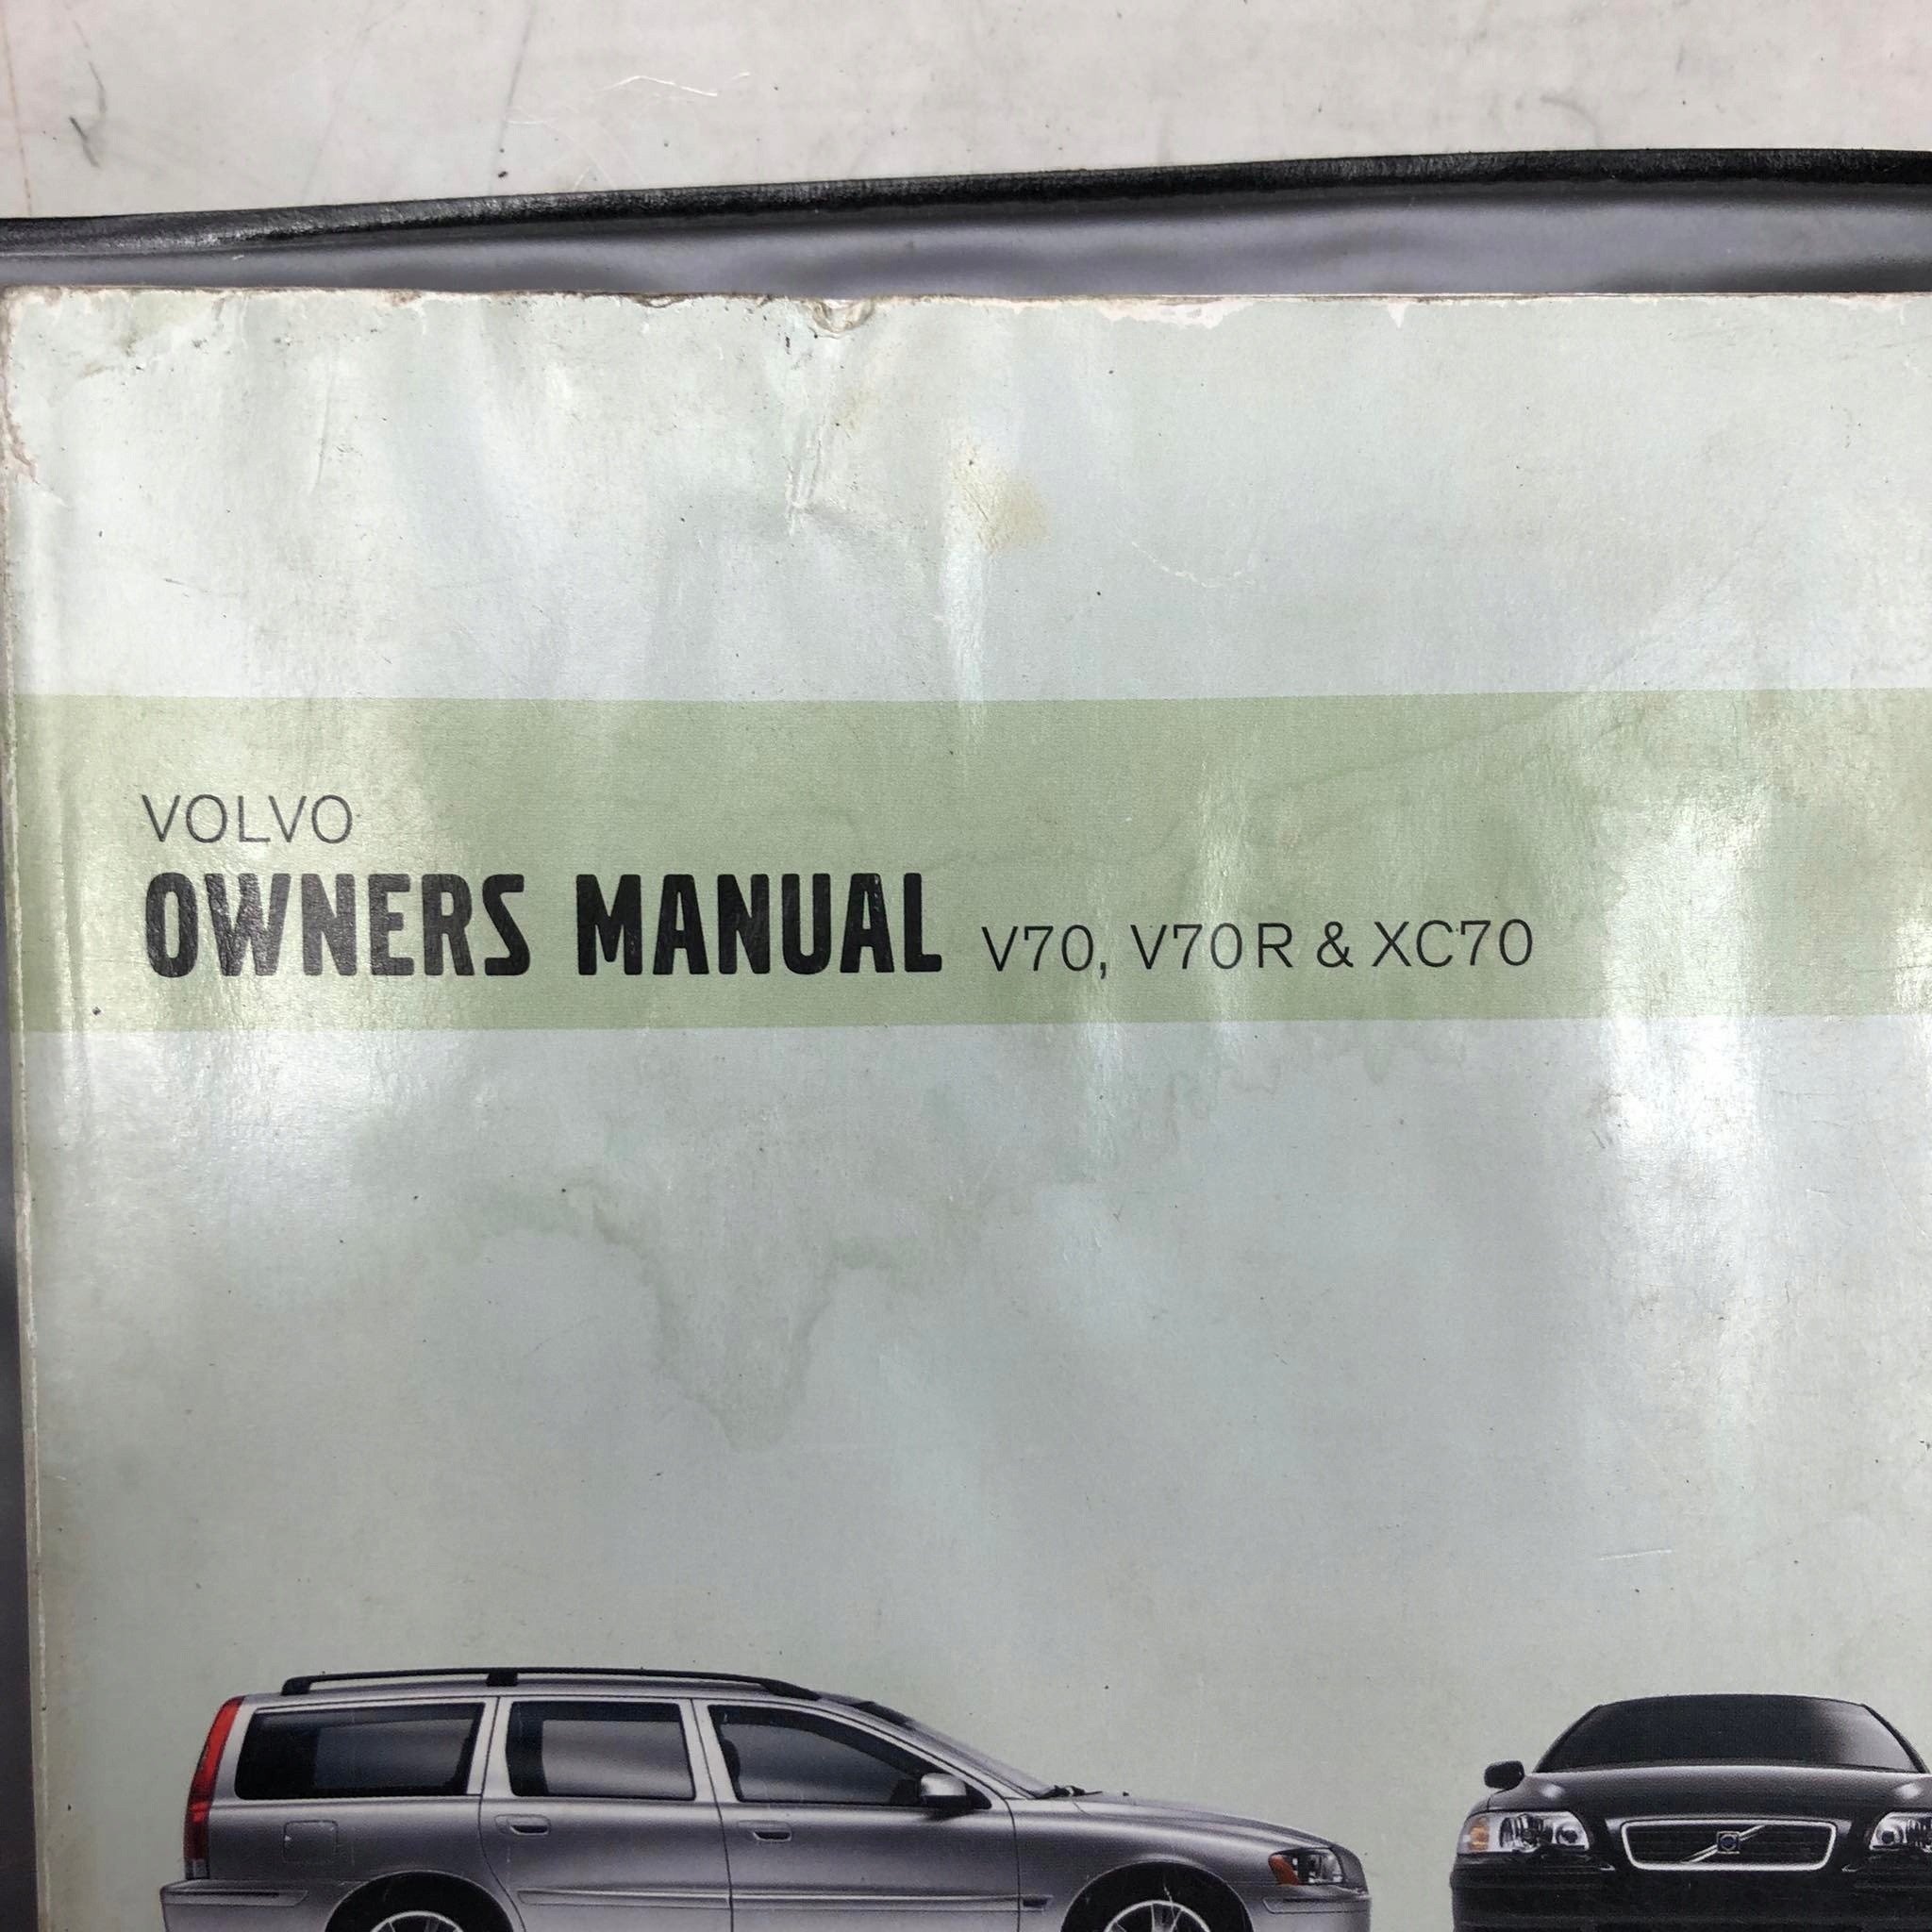 VOLVO
OWNERS MANUAL V70, V70R & XC70